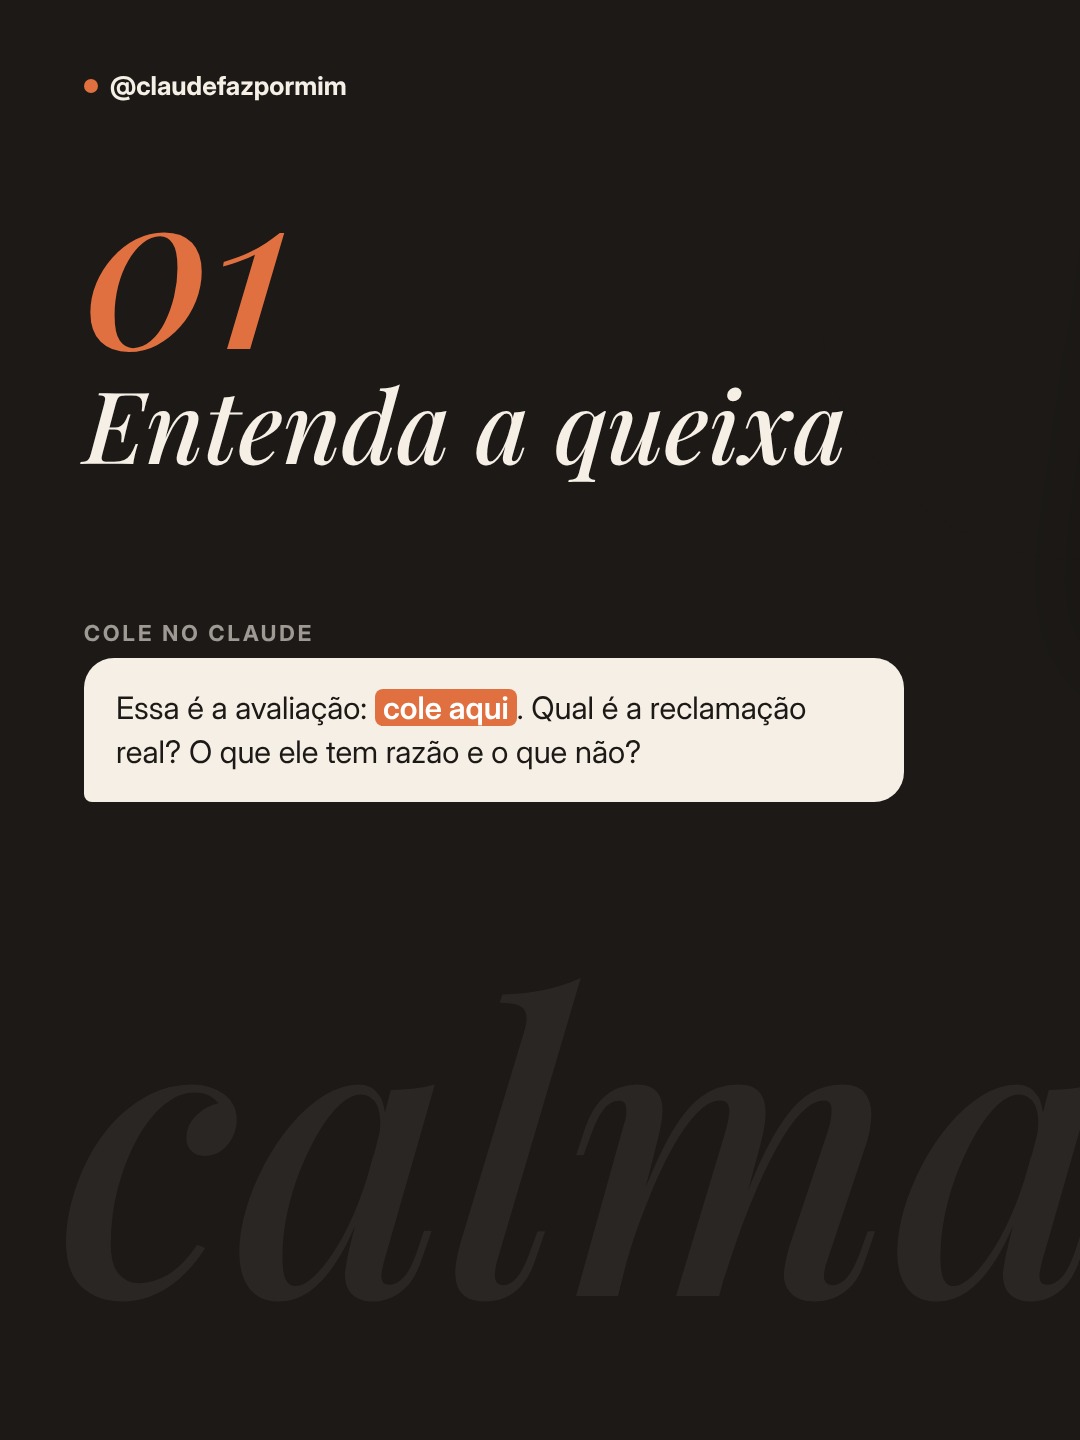 @claudefazpormim
01
Entenda a queixa
COLE NO CLAUDE
Essa é a avaliação: cole aqui. Qual é a reclamação
real? O que ele tem razão e o que não?
calma